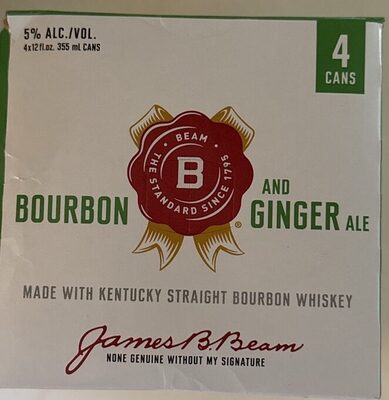 5% ALC./VOL.
4x12 fl.oz. 355 mL CANS
4
CANS
BEAM
B
THE STANDARD SINCE 1795
BOURBON
AND
GINGER ALE
®
MADE WITH KENTUCKY STRAIGHT BOURBON WHISKEY
James B. Beam
NONE GENUINE WITHOUT MY SIGNATURE